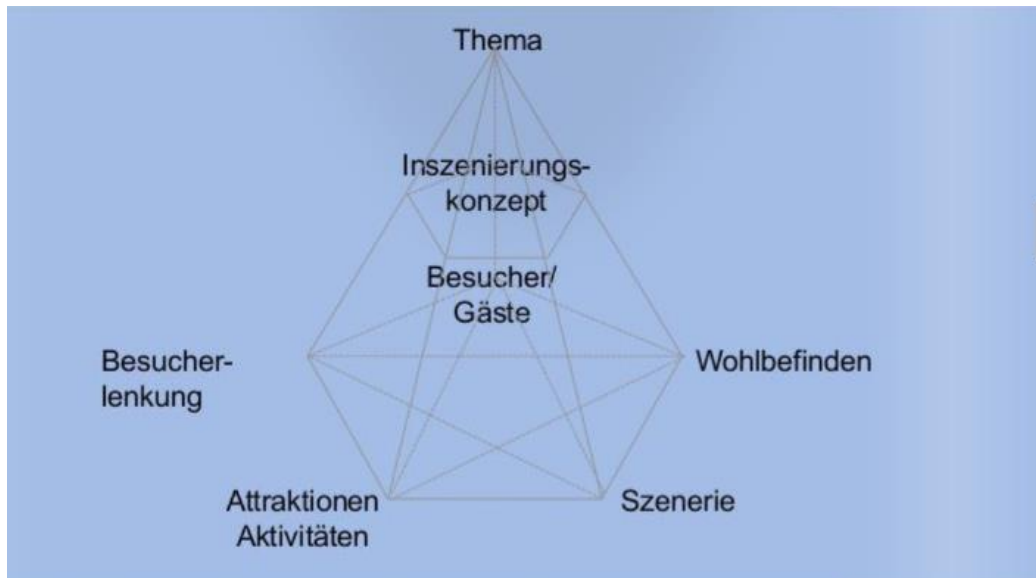 Thema
Inszenierungs-
konzept
Besucher/
Gäste
Besucher-
lenkung
Wohlbefinden
Attraktionen
Aktivitäten
Szenerie